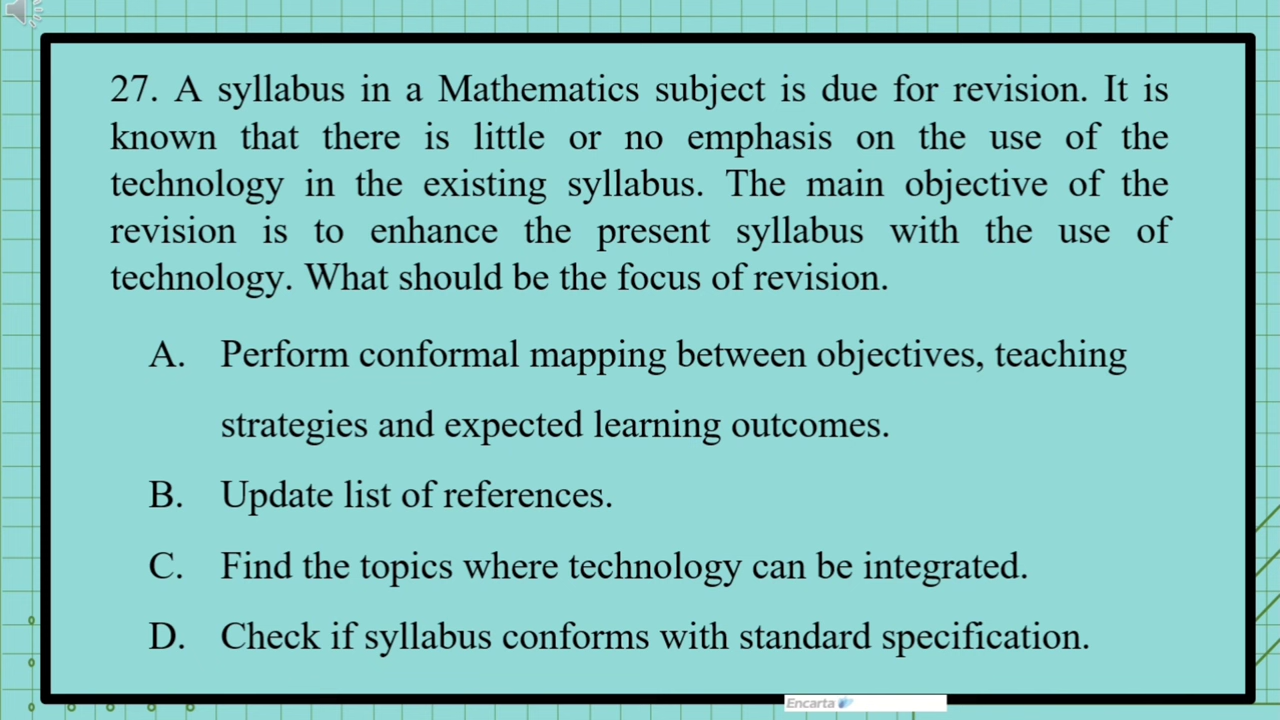 27. A syllabus in a Mathematics subject is due for revision. It is
known that there is little or no emphasis on the use of the
technology in the existing syllabus. The main objective of the
revision is to enhance the present syllabus with the use of
technology. What should be the focus of revision.
A. Perform conformal mapping between objectives, teaching
strategies and expected learning outcomes.
B. Update list of references.
C. Find the topics where technology can be integrated.
D. Check if syllabus conforms with standard specification.
Encarta